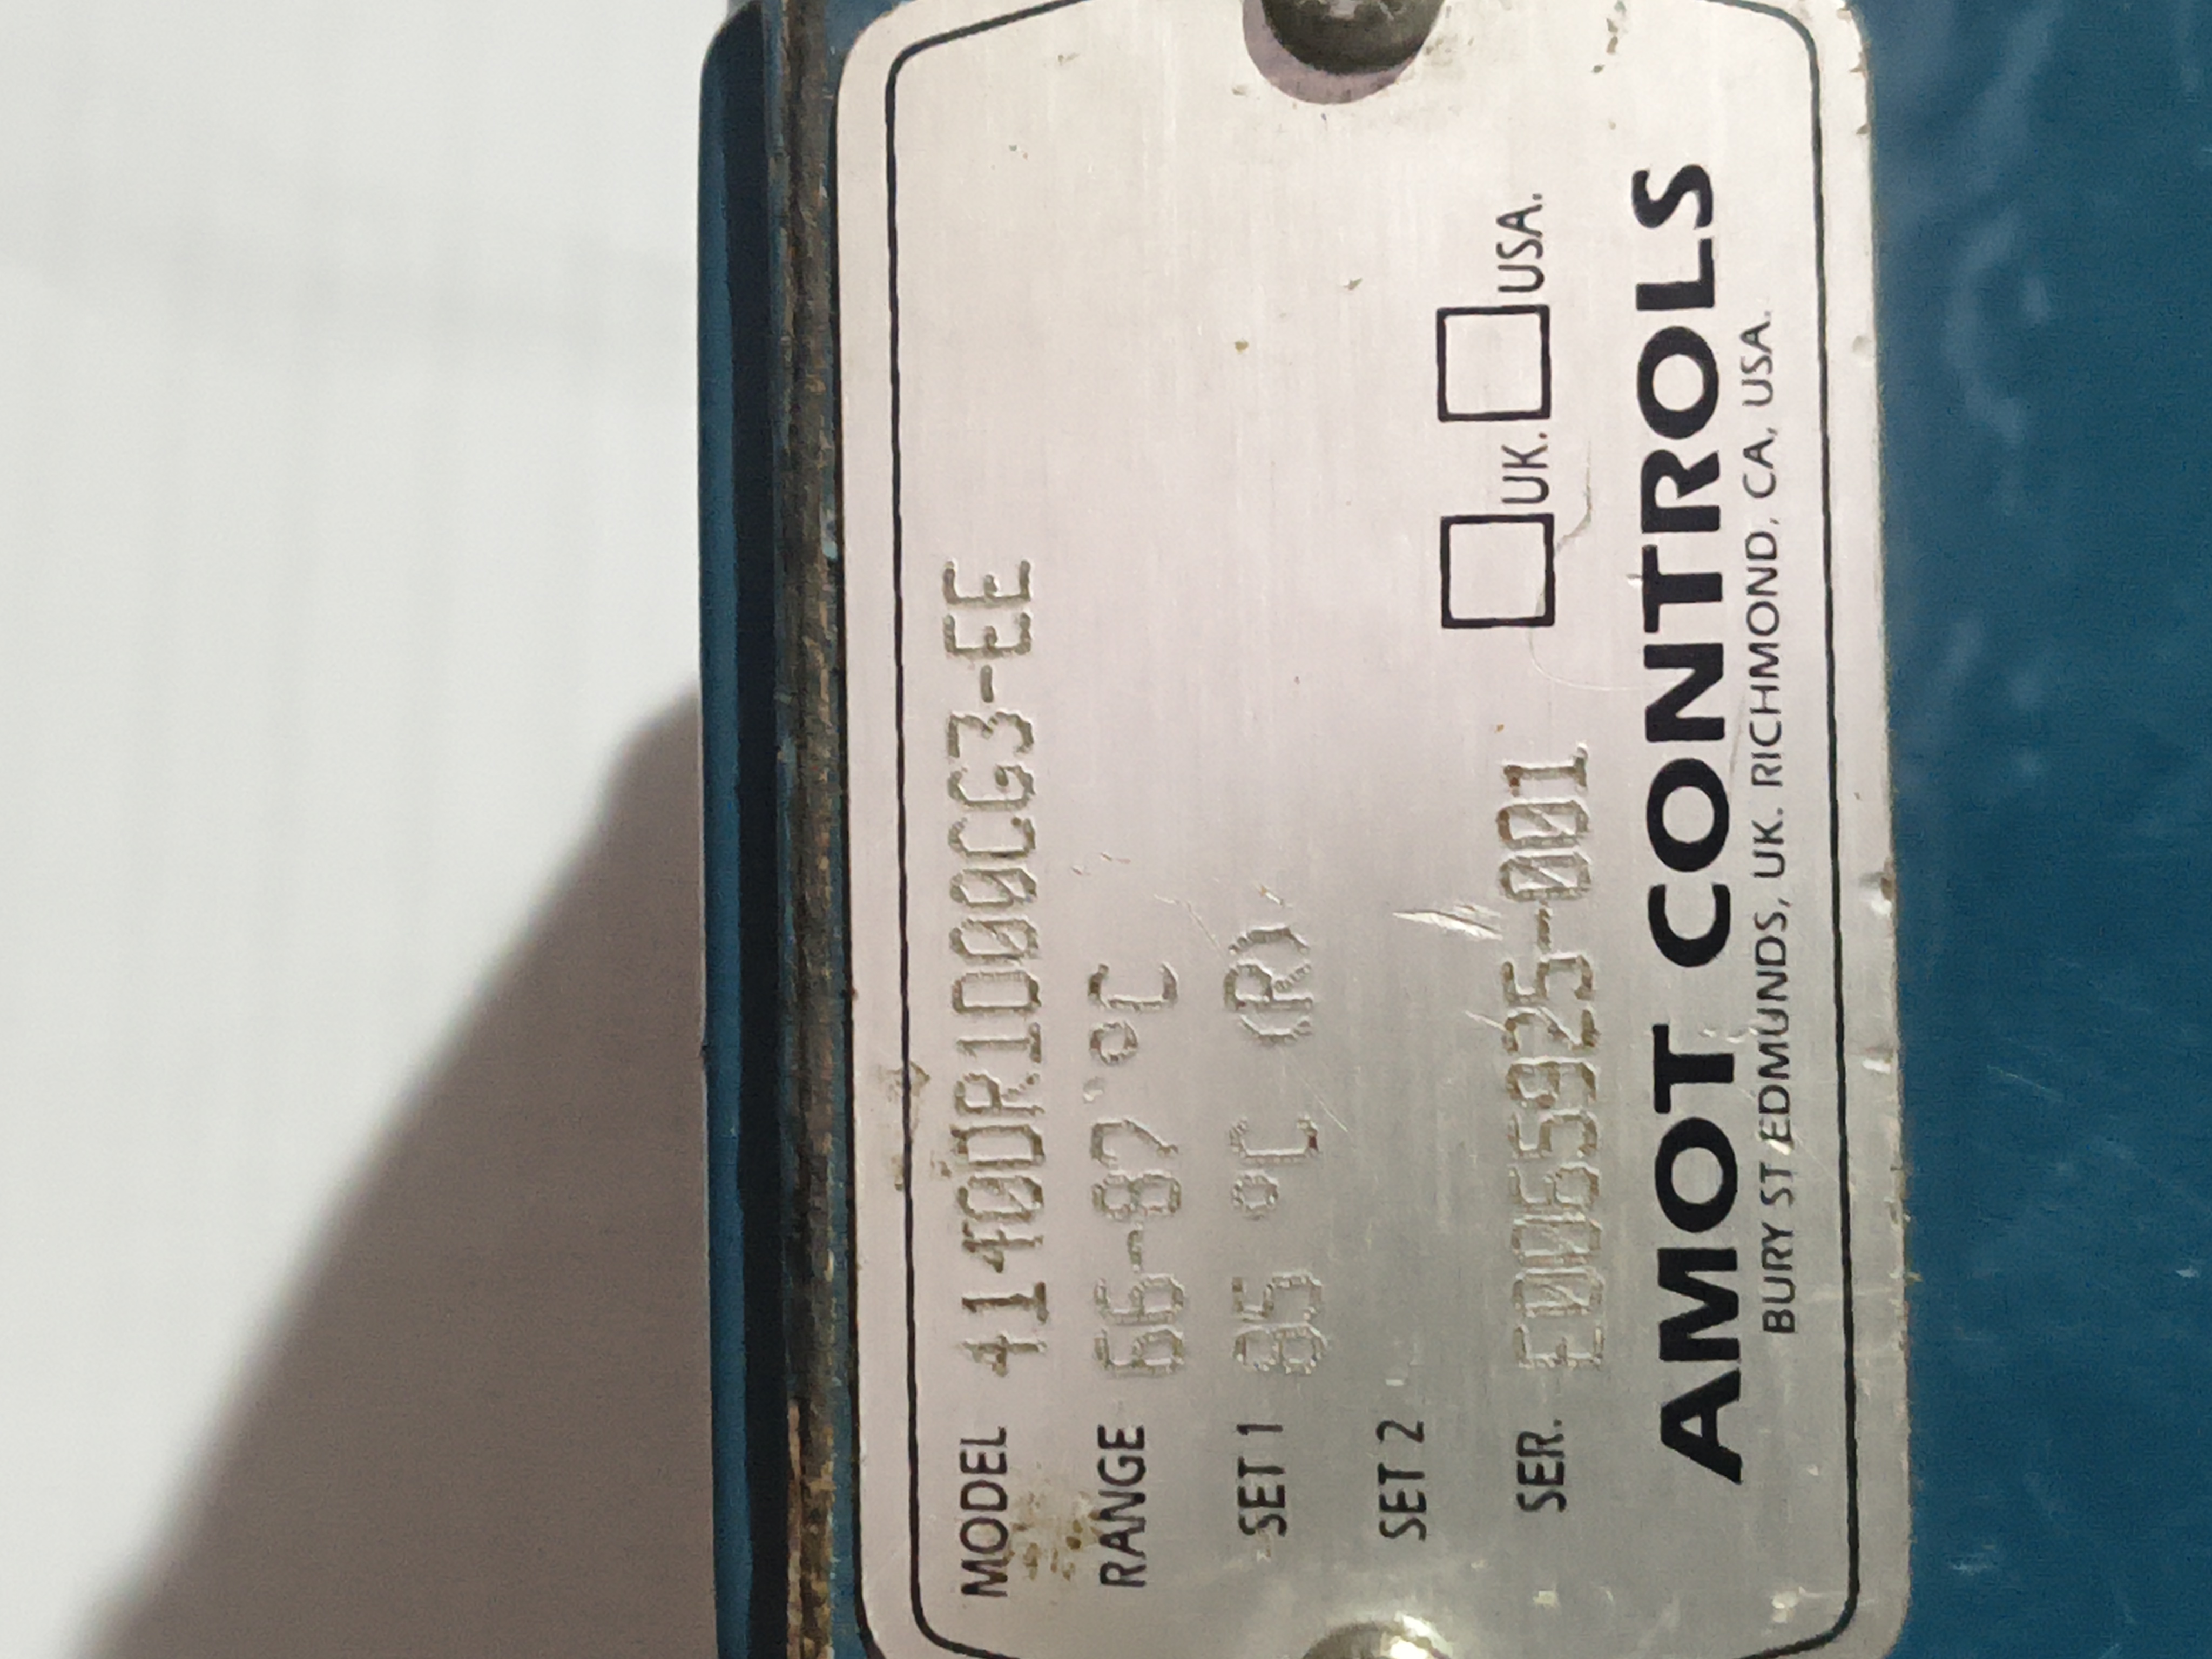 MODEL 4140DR1D00CG3-EE
RANGE 66-87 °C
SET 1 85 °C (R)
SET 2
SER. E0065925-001 UK. USA.
AMOT CONTROLS
BURY ST EDMUNDS, UK. RICHMOND, CA, USA.